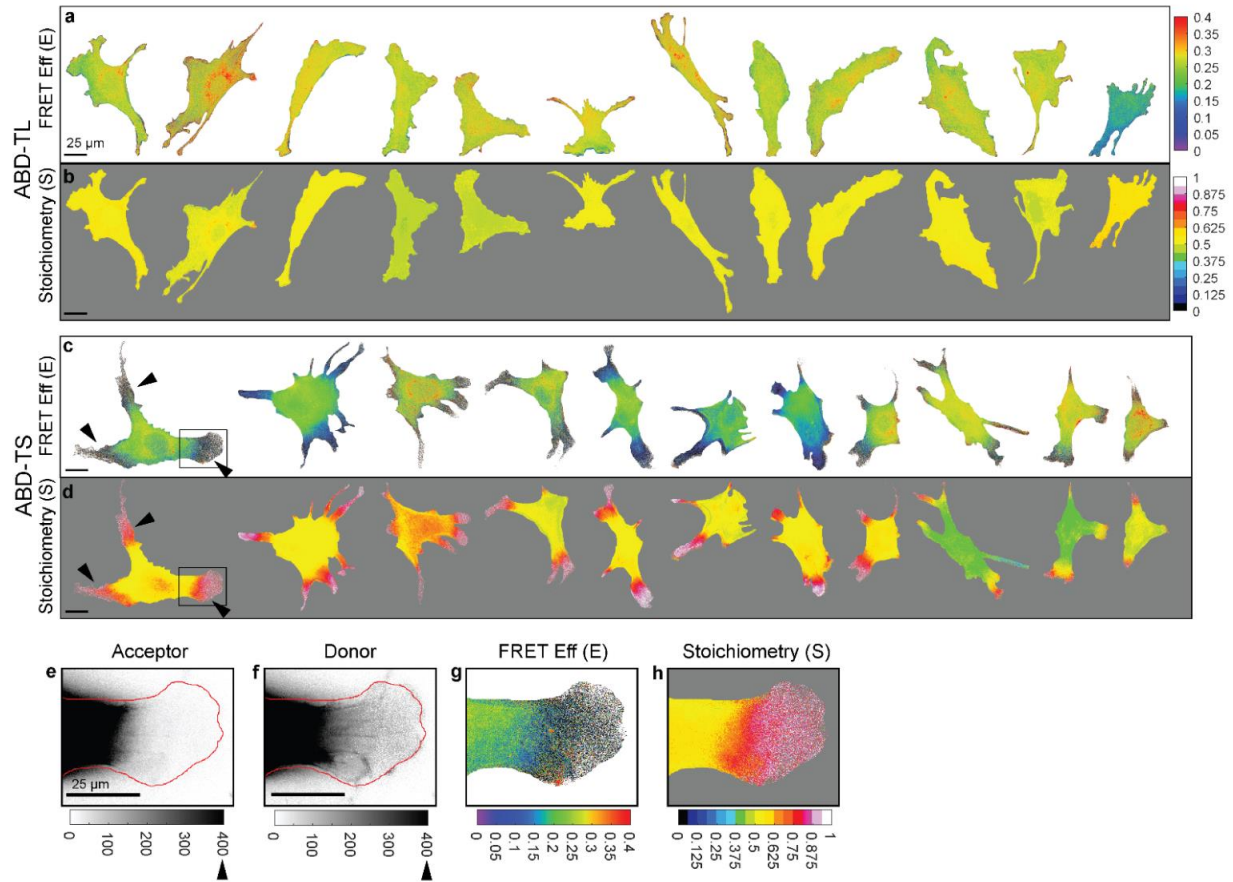 a
ABD-TL
FRET Eff (E)
25 µm
0.4
0.35
0.3
0.25
0.2
0.15
0.1
0.05
0
b
Stoichiometry (S)
1
0.875
0.75
0.625
0.5
0.375
0.25
0.125
0
c
ABD-TS
FRET Eff (E)
d
Stoichiometry (S)
Acceptor
Donor
FRET Eff (E)
Stoichiometry (S)
e
f
g
h
25 µm
0 100 200 300 400
0 100 200 300 400
0 0.05 0.1 0.15 0.2 0.25 0.3 0.35 0.4
0 0.125 0.25 0.375 0.5 0.625 0.75 0.875 1